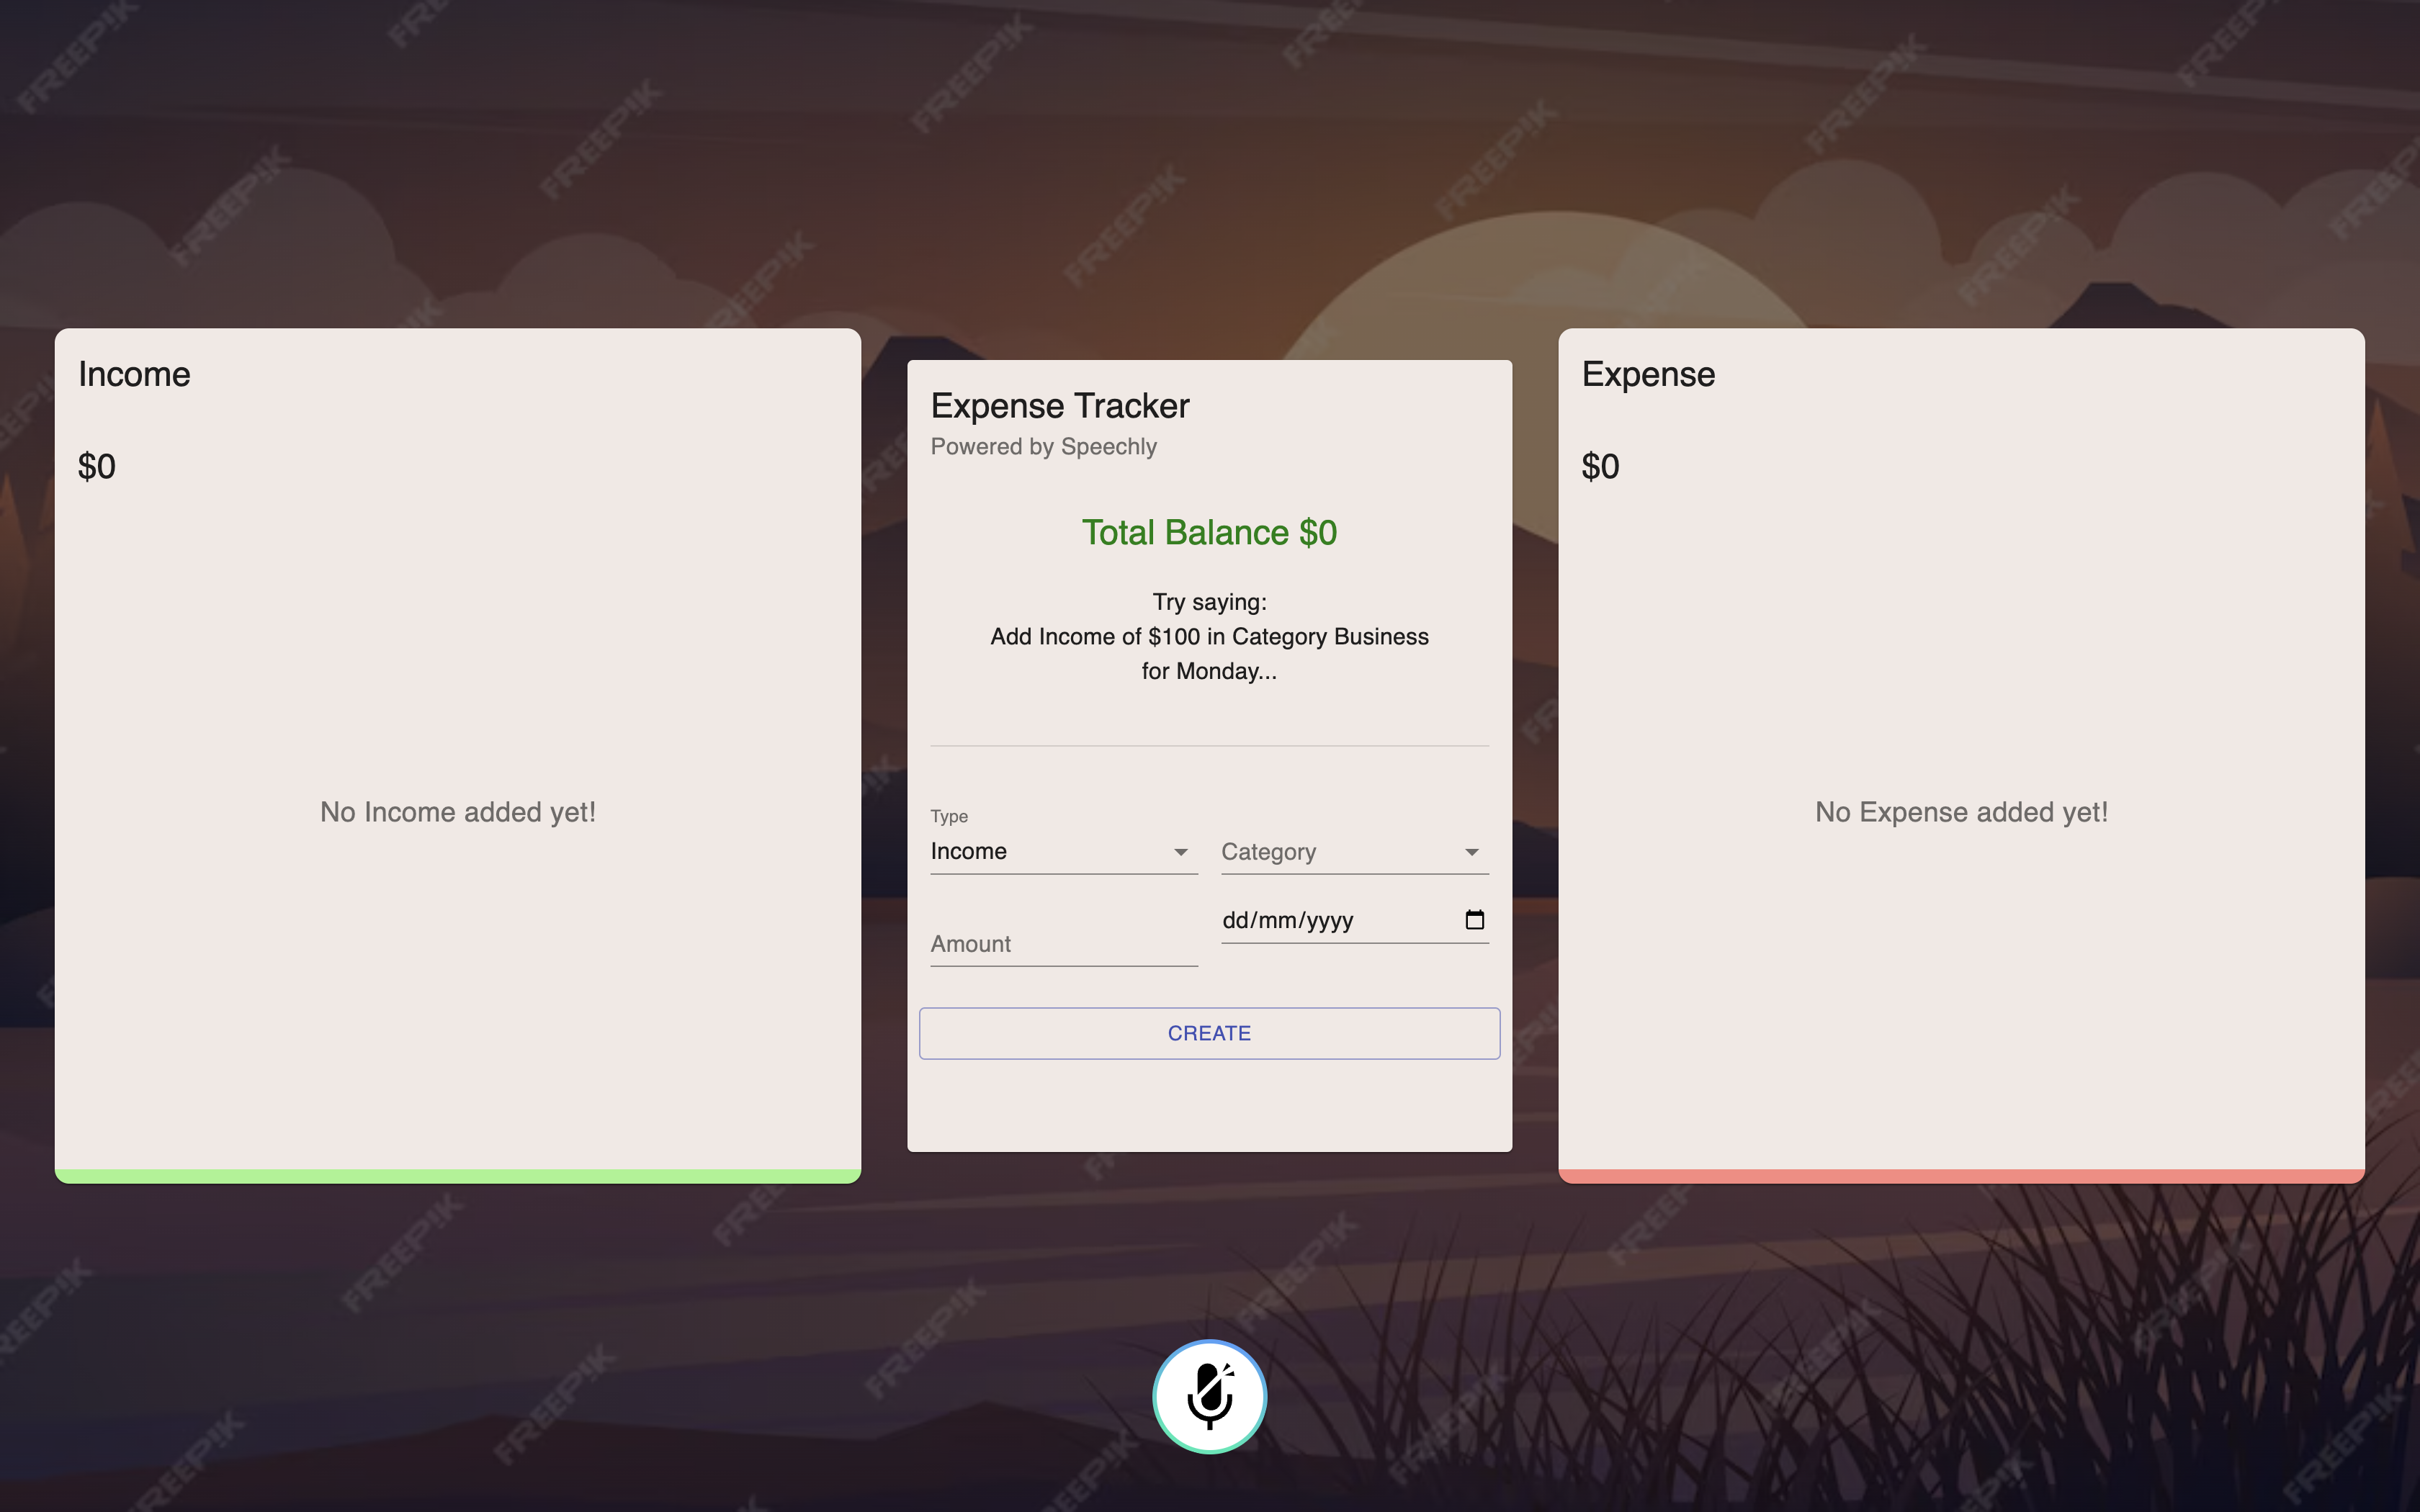 Income
$0
No Income added yet!
Expense Tracker
Powered by Speechly
Total Balance $0
Try saying:
Add Income of $100 in Category Business
for Monday...
Type
Income
Category
Amount
dd/mm/yyyy
CREATE
Expense
$0
No Expense added yet!
FREEPIK